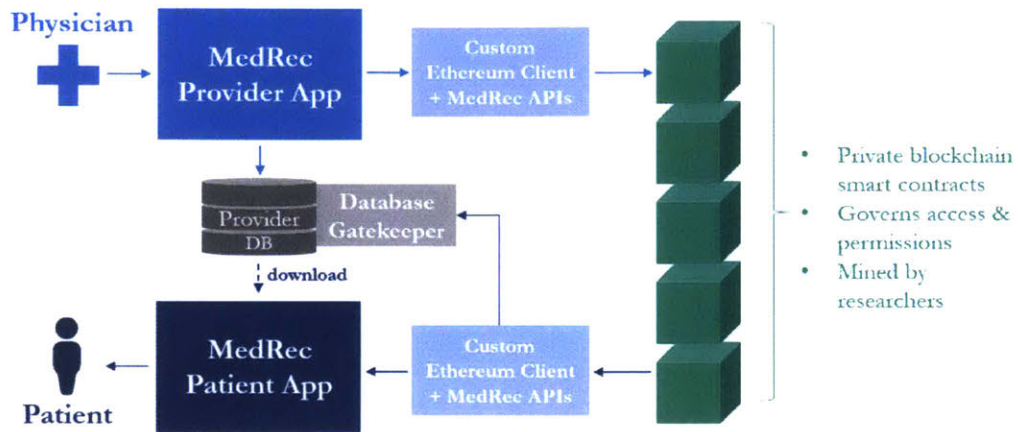 Physician
MedRec
Provider App
Custom
Ethereum Client
+ MedRec APIs
Provider
DB
Database
Gatekeeper
download
• Private blockchain
smart contracts
• Governs access &
permissions
• Mined by
researchers
MedRec
Patient App
Custom
Ethereum Client
+ MedRec APIs
Patient